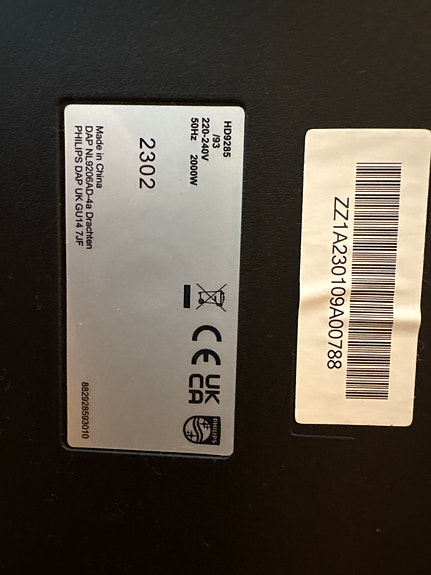 HD9285
/93
220-240V
50Hz 2000W
2302
Made in China
DAP NL9206AD-4a Drachten
PHILIPS DAP UK GU14 7JF
CE
UK
CA
PHILIPS
882928593010
ZZ1A230109A00788